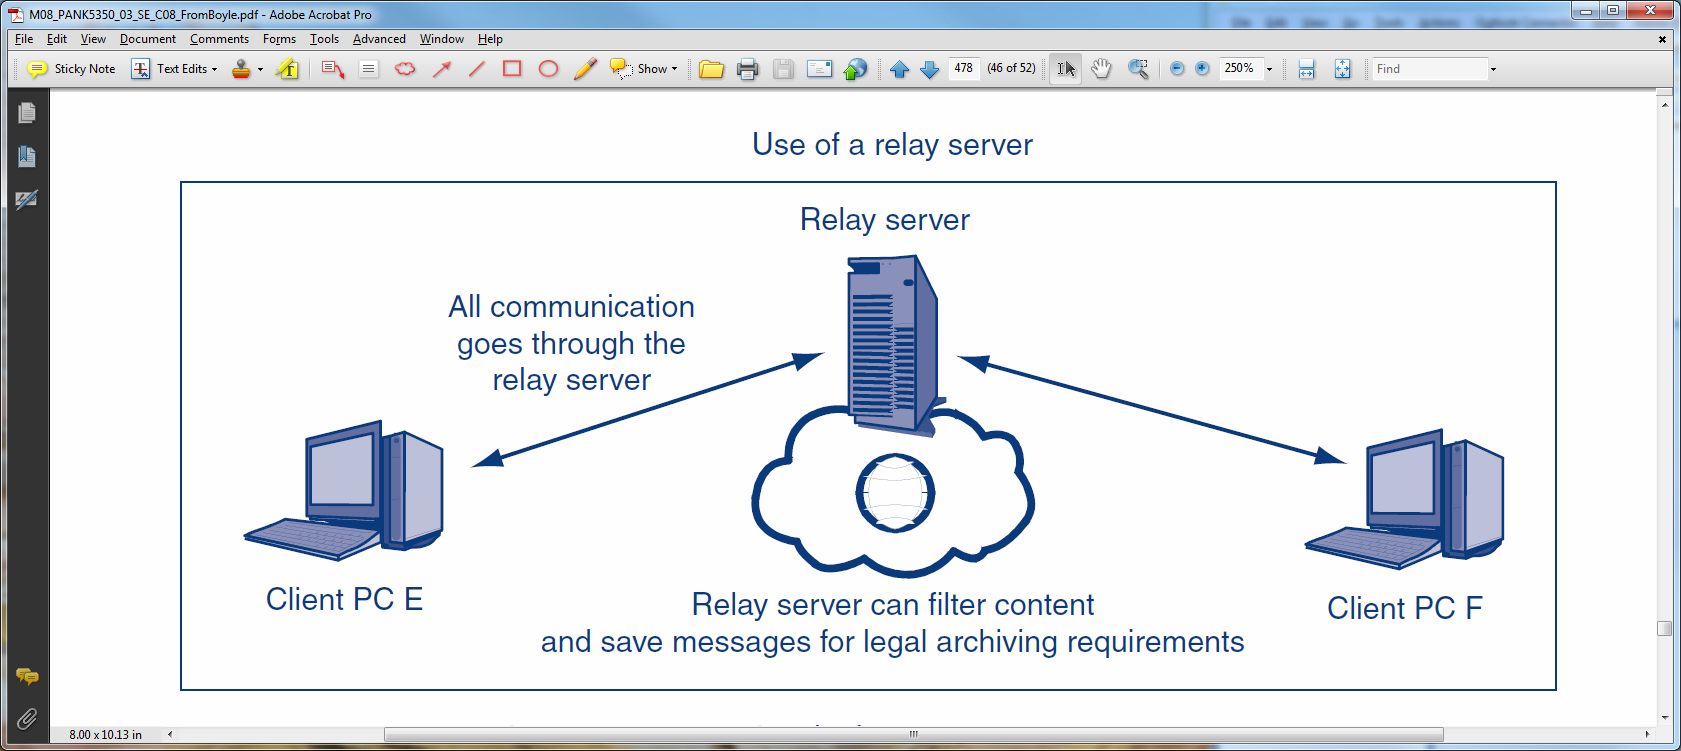 M08_PANK5350_03_SE_C08_FromBoyle.pdf - Adobe Acrobat Pro
File Edit View Document Comments Forms Tools Advanced Window Help
Sticky Note Text Edits Show 478 (46 of 52) 250% Find
Use of a relay server
Relay server
All communication
goes through the
relay server
Client PC E
Client PC F
Relay server can filter content
and save messages for legal archiving requirements
8.00 x 10.13 in